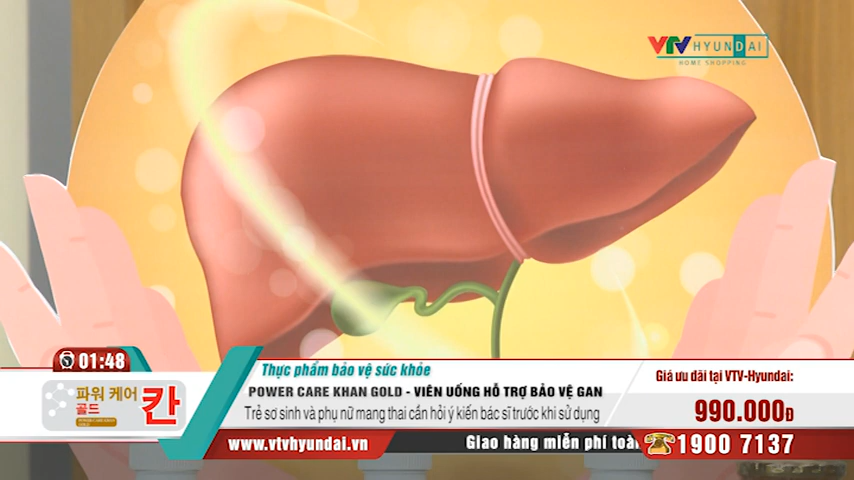 VTV HYUNDAI
HOME SHOPPING
01:48
파워 케어
골드
칸
Thực phẩm bảo vệ sức khỏe
POWER CARE KHAN GOLD - VIÊN UỐNG HỖ TRỢ BẢO VỆ GAN
Trẻ sơ sinh và phụ nữ mang thai cần hỏi ý kiến bác sĩ trước khi sử dụng
Giá ưu đãi tại VTV-Hyundai:
990.000Đ
www.vtvhyundai.vn
Giao hàng miễn phí toàn
1900 7137